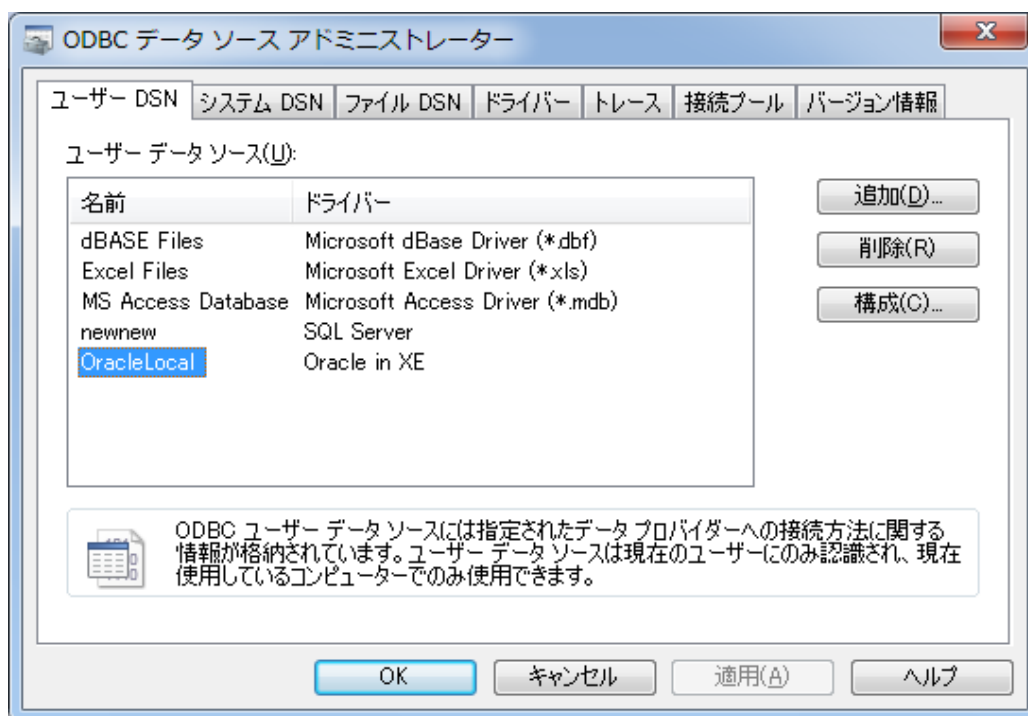 ODBC データ ソース アドミニストレーター
ユーザー DSN システム DSN ファイル DSN ドライバー トレース 接続プール バージョン情報
ユーザー データ ソース(U):
名前 ドライバー
dBASE Files Microsoft dBase Driver (*.dbf)
Excel Files Microsoft Excel Driver (*.xls)
MS Access Database Microsoft Access Driver (*.mdb)
newnew SQL Server
OracleLocal Oracle in XE
追加(D)...
削除(R)
構成(C)...
ODBC ユーザー データ ソースには指定されたデータ プロバイダーへの接続方法に関する
情報が格納されています。ユーザー データ ソースは現在のユーザーにのみ認識され、現在
使用しているコンピューターでのみ使用できます。
OK キャンセル 適用(A) ヘルプ